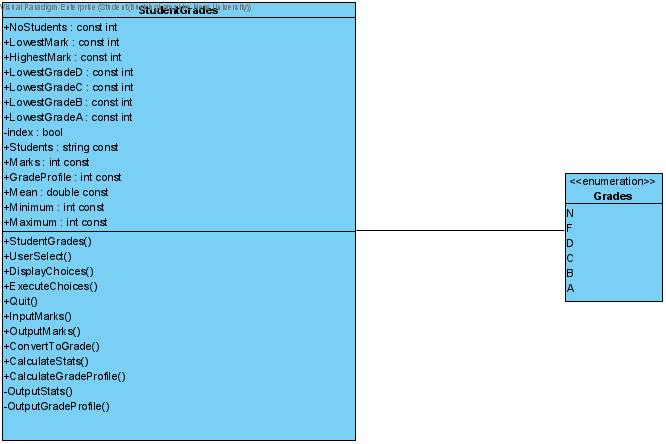 Visual Paradigm Enterprise (Student(
University))
StudentGrades
+NoStudents : const int
+LowestMark : const int
+HighestMark : const int
+LowestGradeD : const int
+LowestGradeC : const int
+LowestGradeB : const int
+LowestGradeA : const int
-index : bool
+Students : string const
+Marks : int const
+GradeProfile : int const
+Mean : double const
+Minimum : int const
+Maximum : int const
+StudentGrades()
+UserSelect()
+DisplayChoices()
+ExecuteChoices()
+Quit()
+InputMarks()
+OutputMarks()
+ConvertToGrade()
+CalculateStats()
+CalculateGradeProfile()
-OutputStats()
-OutputGradeProfile()
<<enumeration>>
Grades
N
F
D
C
B
A